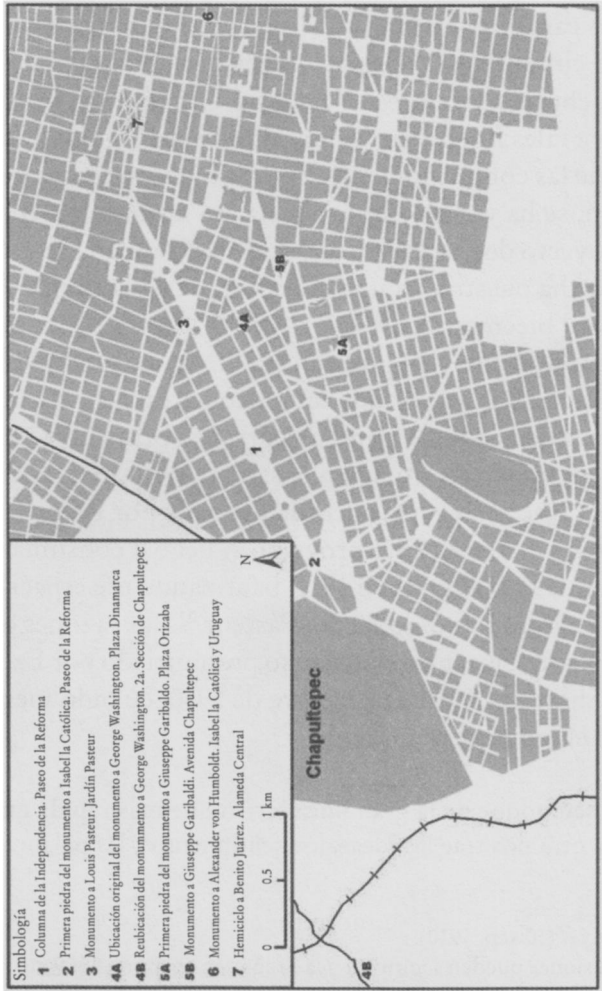 Simbología
1 Columna de la Independencia. Paseo de la Reforma
2 Primera piedra del monumento a Isabel la Católica. Paseo de la Reforma
3 Monumento a Louis Pasteur. Jardín Pasteur
4A Ubicación original del monumento a George Washington. Plaza Dinamarca
4B Reubicación del monummento a George Washington. 2a. Sección de Chapultepec
5A Primera piedra del monumento a Giuseppe Garibaldo. Plaza Orizaba
5B Monumento a Giuseppe Garibaldi. Avenida Chapultepec
6 Monumento a Alexander von Humboldt. Isabel la Católica y Uruguay
7 Hemiciclo a Benito Juárez. Alameda Central
0 0.5 1 km
N
Chapultepec
4B
2
1
3
4A
5A
5B
7
6